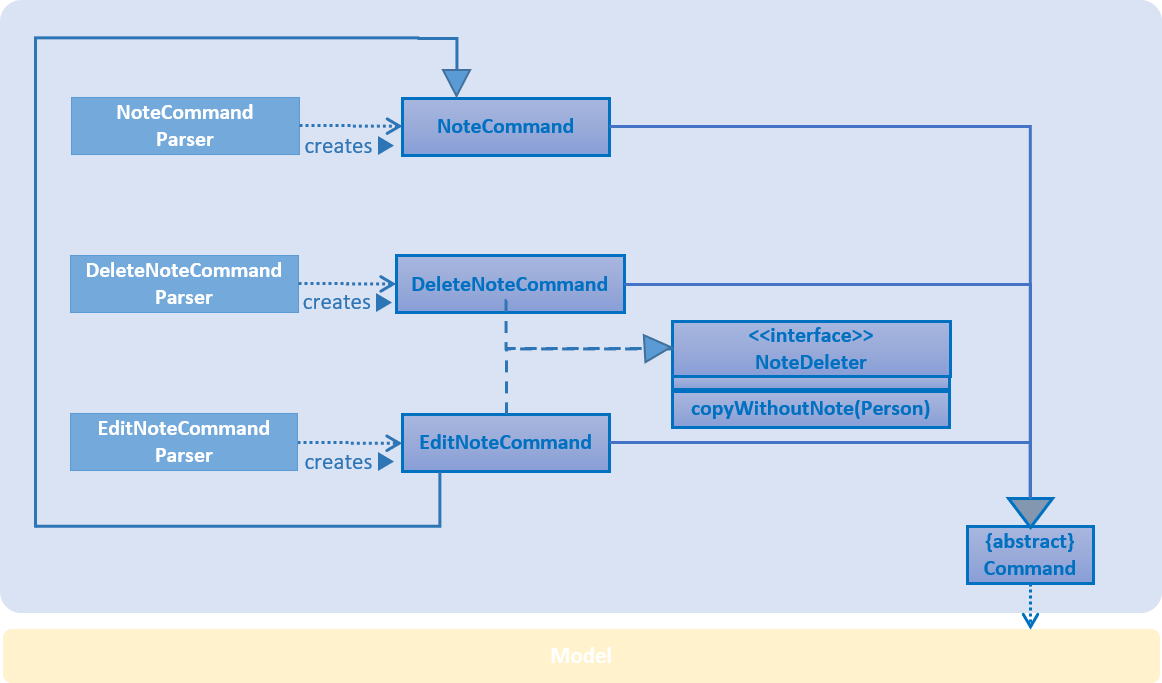 NoteCommand
Parser
creates
NoteCommand
DeleteNoteCommand
Parser
creates
DeleteNoteCommand
<<interface>>
NoteDeleter
copyWithoutNote(Person)
EditNoteCommand
Parser
creates
EditNoteCommand
{abstract}
Command
Model